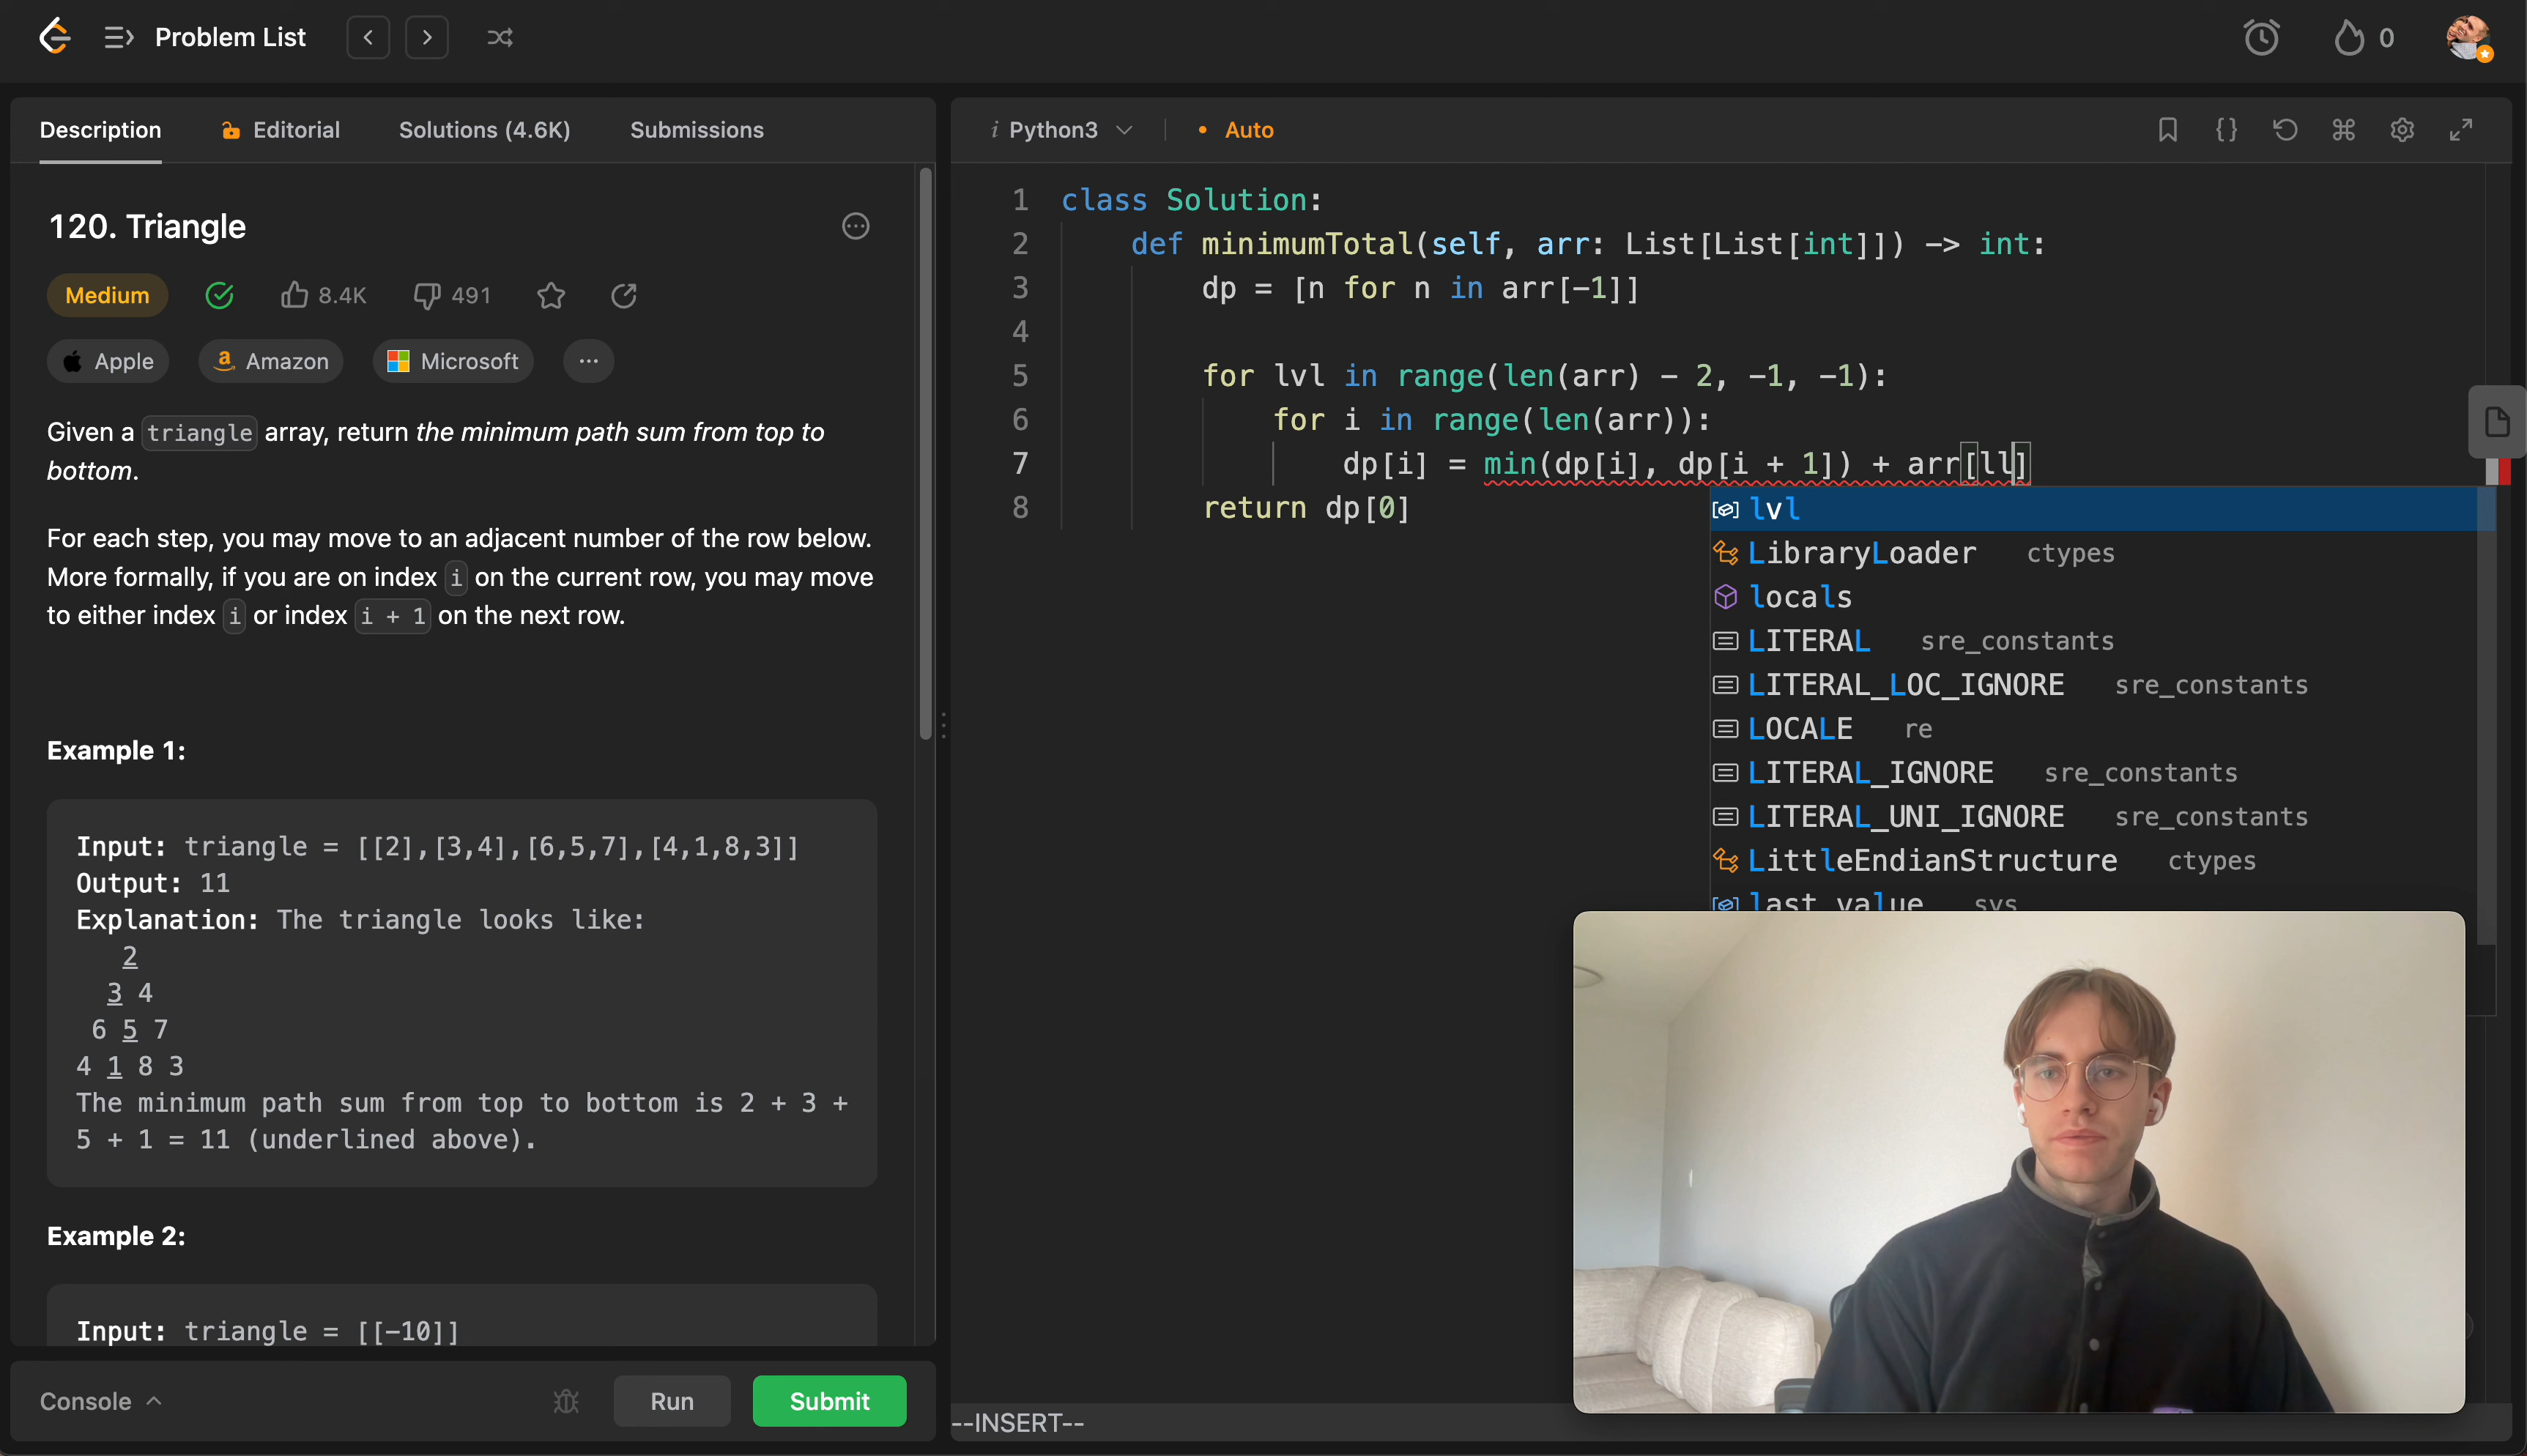 Problem List
0
Description
Editorial
Solutions (4.6K)
Submissions
120. Triangle
Medium
8.4K
491
Apple
Amazon
Microsoft
Given a triangle array, return the minimum path sum from top to
bottom.
For each step, you may move to an adjacent number of the row below.
More formally, if you are on index i on the current row, you may move
to either index i or index i + 1 on the next row.
Example 1:
Input: triangle = [[2],[3,4],[6,5,7],[4,1,8,3]]
Output: 11
Explanation: The triangle looks like:
2
3 4
6 5 7
4 1 8 3
The minimum path sum from top to bottom is 2 + 3 +
5 + 1 = 11 (underlined above).
Example 2:
Input: triangle = [[-10]]
Console
Run
Submit
i Python3
• Auto
1 class Solution:
2 def minimumTotal(self, arr: List[List[int]]) -> int:
3 dp = [n for n in arr[-1]]
4
5 for lvl in range(len(arr) - 2, -1, -1):
6 for i in range(len(arr)):
7 dp[i] = min(dp[i], dp[i + 1]) + arr[ll]
8 return dp[0]
lvl
LibraryLoader ctypes
locals
LITERAL sre_constants
LITERAL_LOC_IGNORE sre_constants
LOCALE re
LITERAL_IGNORE sre_constants
LITERAL_UNI_IGNORE sre_constants
LittleEndianStructure ctypes
last_value sys
--INSERT--